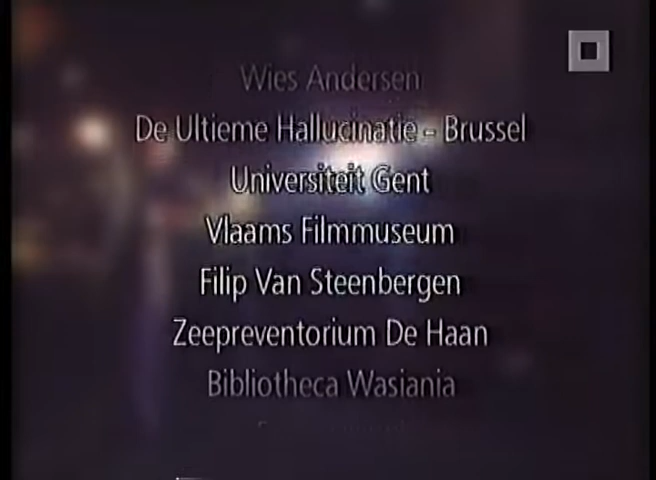 Wies Andersen
De Ultieme Hallucinatie - Brussel
Universiteit Gent
Vlaams Filmmuseum
Filip Van Steenbergen
Zeepreventorium De Haan
Bibliotheca Wasiania